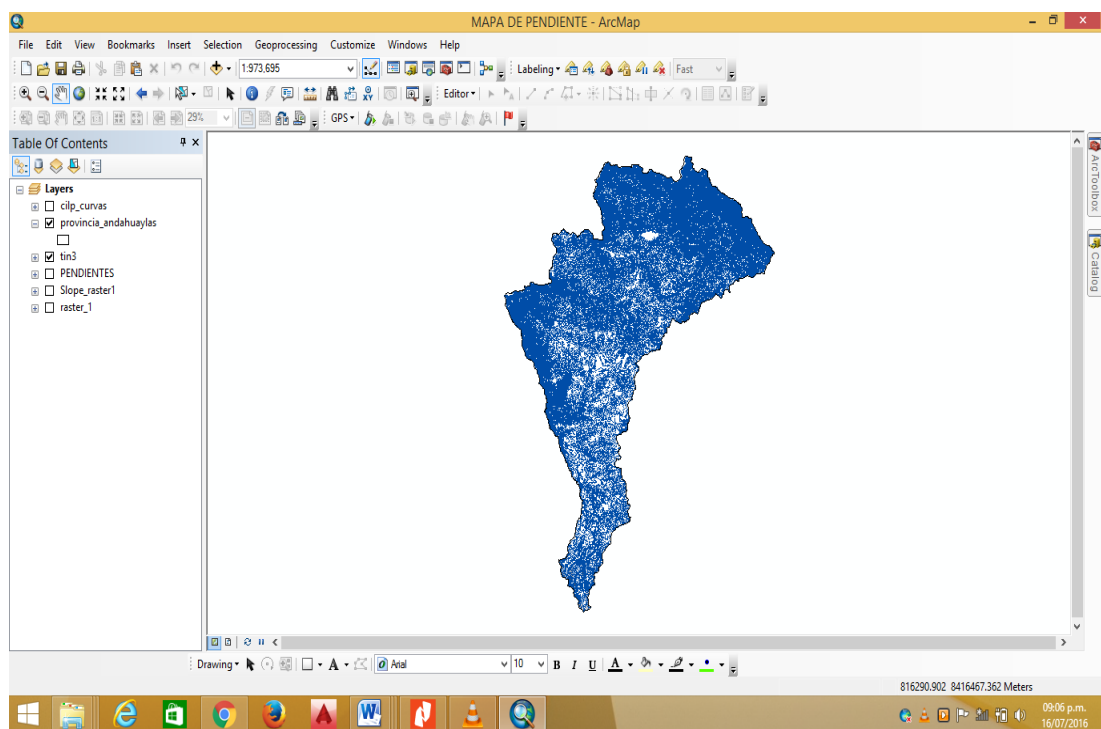 MAPA DE PENDIENTE - ArcMap
File Edit View Bookmarks Insert Selection Geoprocessing Customize Windows Help
1:973,695 Labeling Fast
Editor
29% GPS
Table Of Contents
Layers
cilp_curvas
provincia_andahuaylas
tin3
PENDIENTES
Slope_raster1
raster_1
ArcToolbox
Catalog
Drawing A Arial 10 B I U A
816290.902 8416467.362 Meters
09:06 p.m.
16/07/2016